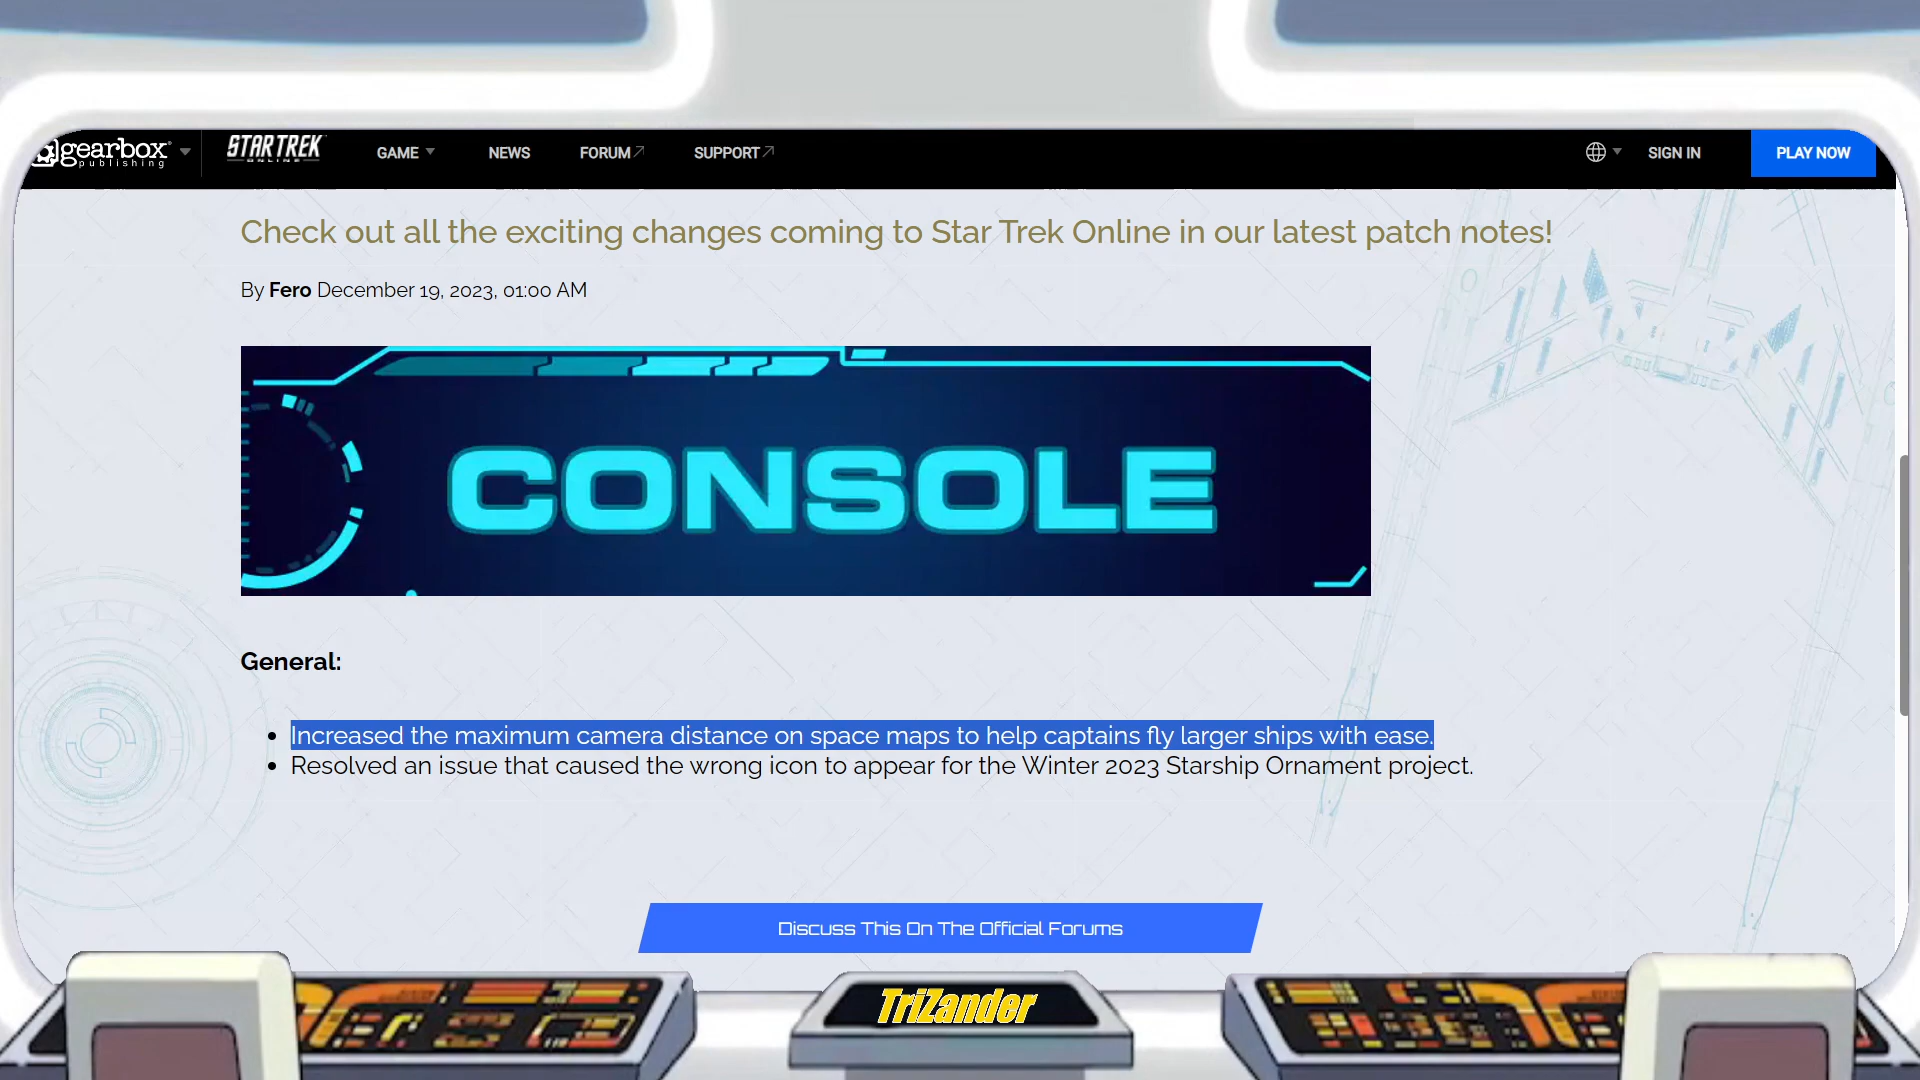 gearbox publishing
STAR TREK ONLINE
GAME
NEWS
FORUM
SUPPORT
SIGN IN
PLAY NOW
Check out all the exciting changes coming to Star Trek Online in our latest patch notes!
By Fero December 19, 2023, 01:00 AM
CONSOLE
General:
Increased the maximum camera distance on space maps to help captains fly larger ships with ease.
Resolved an issue that caused the wrong icon to appear for the Winter 2023 Starship Ornament project.
Discuss This On The Official Forums
TriZander